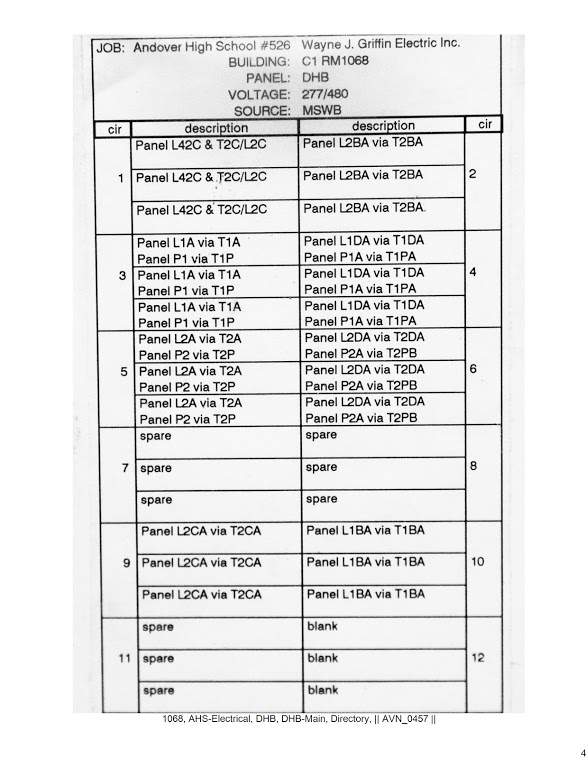 JOB: Andover High School #526 Wayne J. Griffin Electric Inc.
BUILDING: C1 RM1068
PANEL: DHB
VOLTAGE: 277/480
SOURCE: MSWB
cir description description cir
Panel L42C & T2C/L2C Panel L2BA via T2BA
1 Panel L42C & T2C/L2C Panel L2BA via T2BA 2
Panel L42C & T2C/L2C Panel L2BA via T2BA.
Panel L1A via T1A Panel L1DA via T1DA
Panel P1 via T1P Panel P1A via T1PA
3 Panel L1A via T1A Panel L1DA via T1DA 4
Panel P1 via T1P Panel P1A via T1PA
Panel L1A via T1A Panel L1DA via T1DA
Panel P1 via T1P Panel P1A via T1PA
Panel L2A via T2A Panel L2DA via T2DA
Panel P2 via T2P Panel P2A via T2PB
5 Panel L2A via T2A Panel L2DA via T2DA 6
Panel P2 via T2P Panel P2A via T2PB
Panel L2A via T2A Panel L2DA via T2DA
Panel P2 via T2P Panel P2A via T2PB
spare spare
7 spare spare 8
spare spare
Panel L2CA via T2CA Panel L1BA via T1BA
9 Panel L2CA via T2CA Panel L1BA via T1BA 10
Panel L2CA via T2CA Panel L1BA via T1BA
spare blank
11 spare blank 12
spare blank
1068, AHS-Electrical, DHB, DHB-Main, Directory, || AVN_0457 ||
4